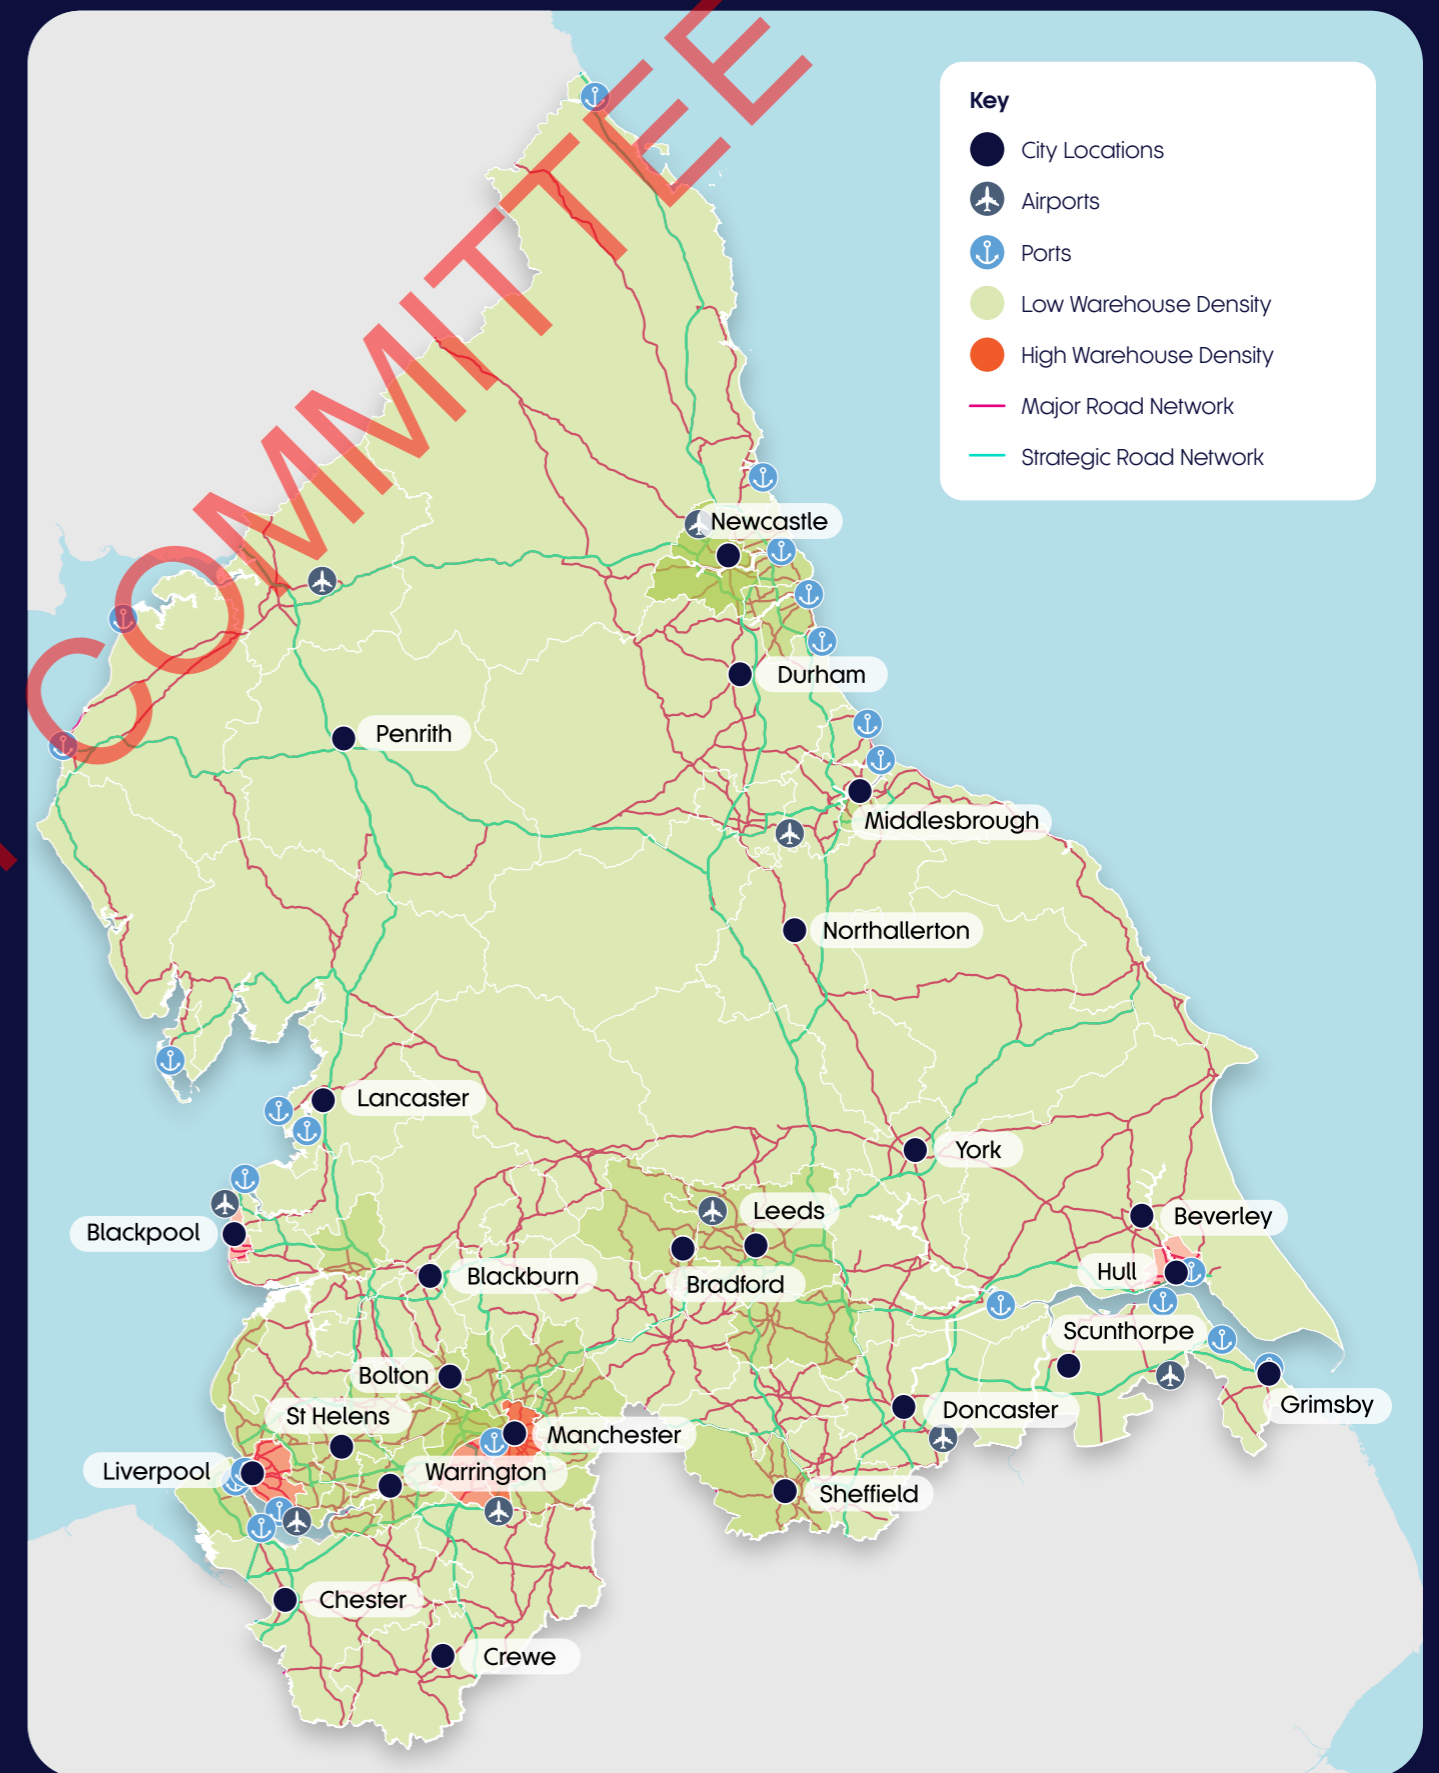 COMMITTEE
Key
City Locations
Airports
Ports
Low Warehouse Density
High Warehouse Density
Major Road Network
Strategic Road Network
Newcastle
Durham
Penrith
Middlesbrough
Northallerton
Lancaster
York
Blackpool
Leeds
Beverley
Blackburn
Bradford
Hull
Scunthorpe
Bolton
Grimsby
St Helens
Doncaster
Manchester
Liverpool
Warrington
Sheffield
Chester
Crewe